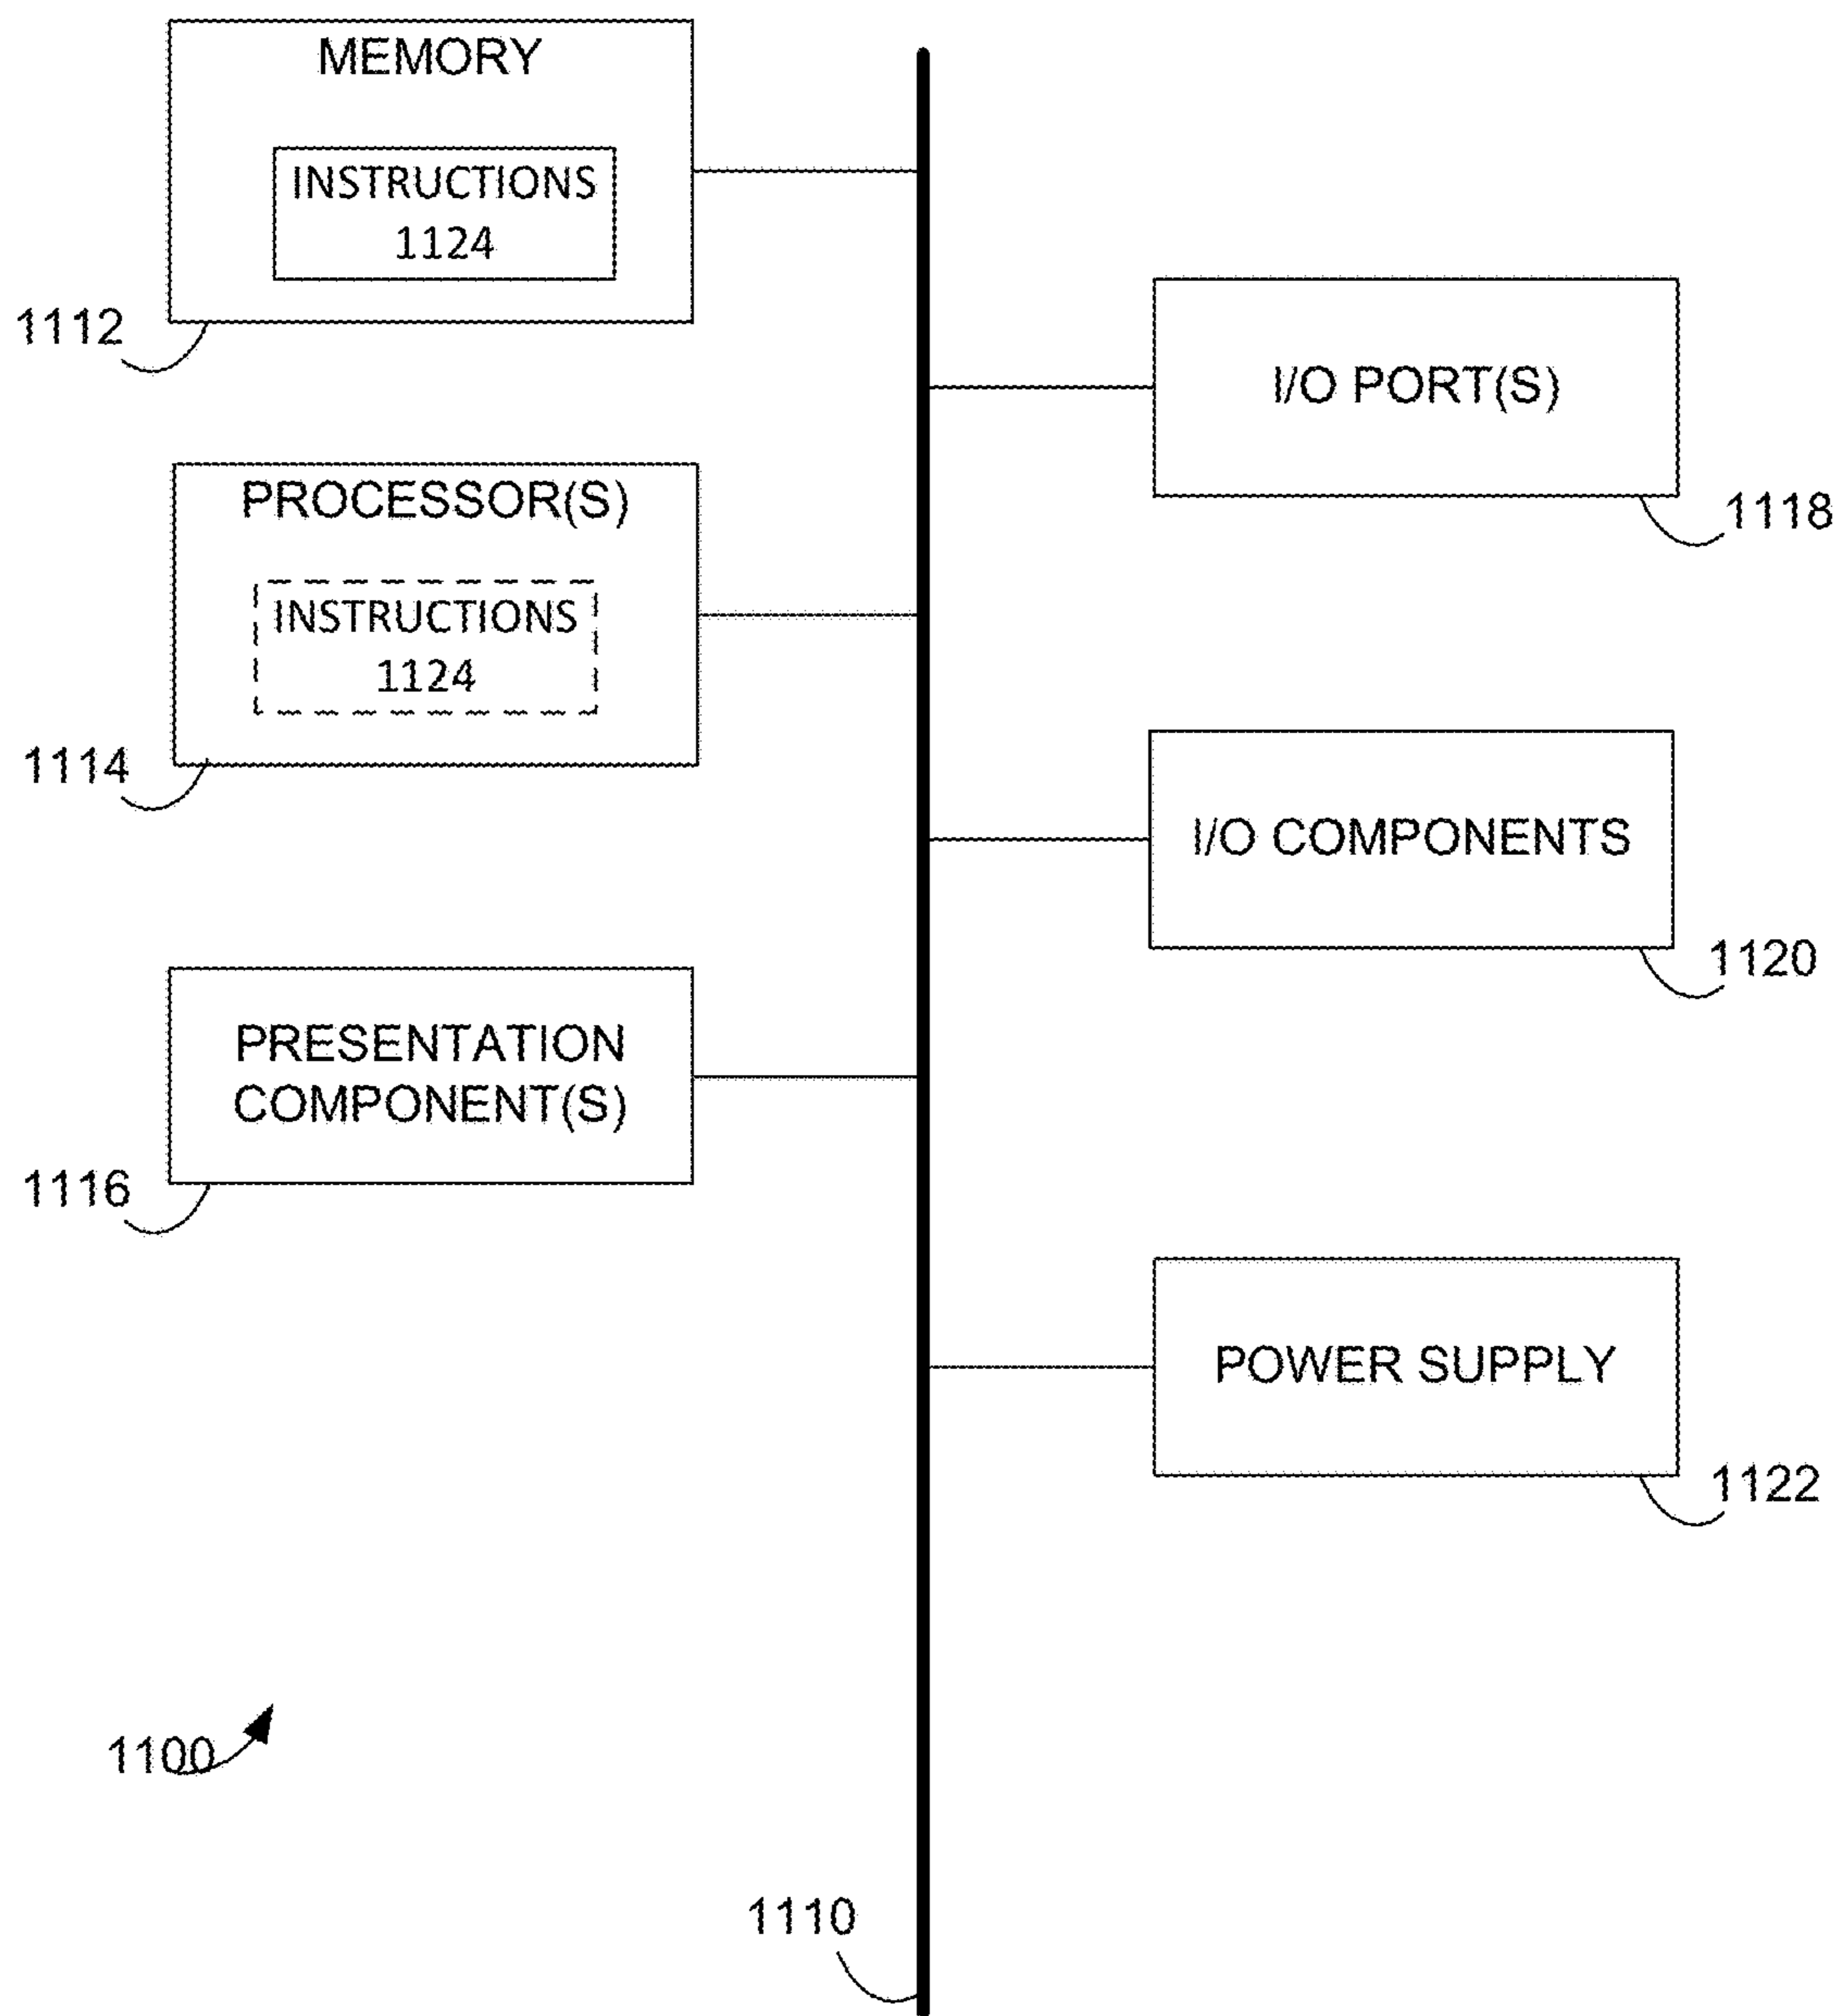 MEMORY
INSTRUCTIONS
1124
1112
I/O PORT(S)
1118
PROCESSOR(S)
INSTRUCTIONS
1124
1114
I/O COMPONENTS
1120
PRESENTATION
COMPONENT(S)
1116
POWER SUPPLY
1122
1100
1110